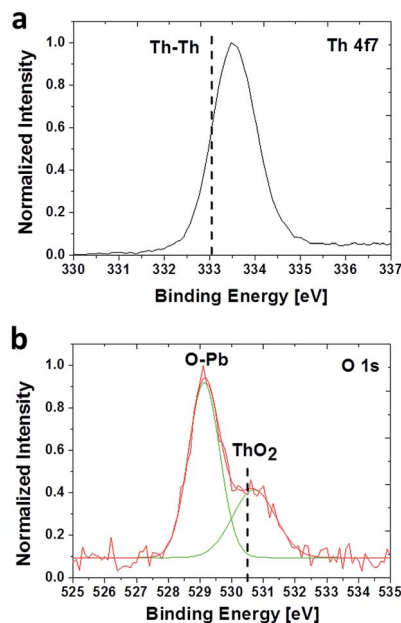 a
Th-Th
Th 4f7
Normalized Intensity
1.0
0.8
0.6
0.4
0.2
0.0
330 331 332 333 334 335 336 337
Binding Energy [eV]
b
O-Pb
O 1s
ThO2
Normalized Intensity
1.0
0.8
0.6
0.4
0.2
0.0
525 526 527 528 529 530 531 532 533 534 535
Binding Energy [eV]